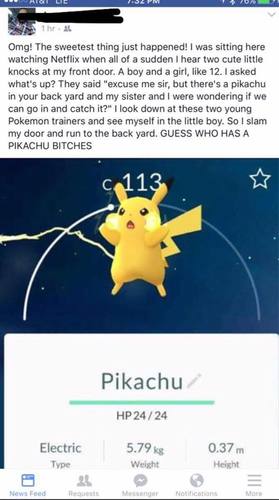 AT&T LTE 7:32 PM 76%
1 hr ·
Omg! The sweetest thing just happened! I was sitting here
watching Netflix when all of a sudden I hear two cute little
knocks at my front door. A boy and a girl, like 12. I asked
what's up? They said "excuse me sir, but there's a pikachu
in your back yard and my sister and I were wondering if we
can go in and catch it?" I look down at these two young
Pokemon trainers and see myself in the little boy. So I slam
my door and run to the back yard. GUESS WHO HAS A
PIKACHU BITCHES
113
Pikachu
HP 24 / 24
Electric 5.79 kg 0.37 m
Type Weight Height
News Feed Requests Messenger Notifications More